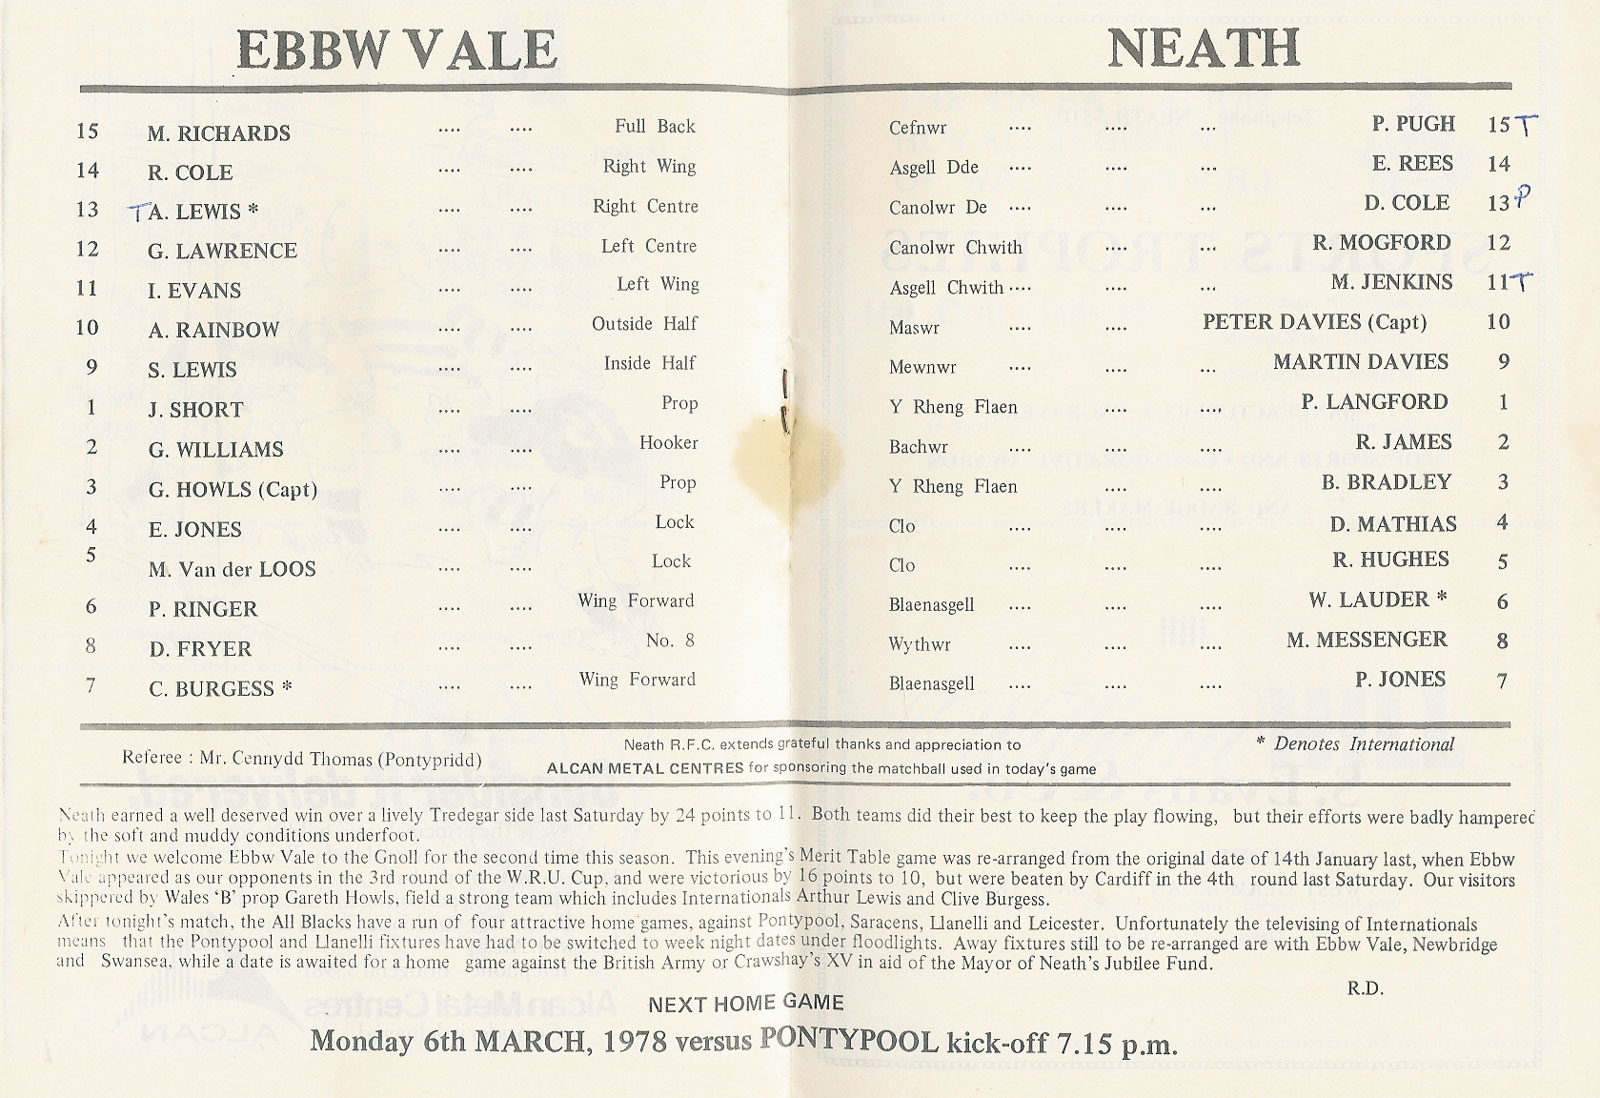 EBBW VALE
15 M. RICHARDS .... .... Full Back
14 R. COLE .... .... Right Wing
13 T A. LEWIS * .... .... Right Centre
12 G. LAWRENCE .... .... Left Centre
11 I. EVANS .... .... Left Wing
10 A. RAINBOW .... .... Outside Half
9 S. LEWIS .... .... Inside Half
1 J. SHORT .... .... Prop
2 G. WILLIAMS .... .... Hooker
3 G. HOWLS (Capt) .... .... Prop
4 E. JONES .... .... Lock
5 M. Van der LOOS .... .... Lock
6 P. RINGER .... .... Wing Forward
8 D. FRYER .... .... No. 8
7 C. BURGESS * .... .... Wing Forward
NEATH
Cefnwr .... .... ... P. PUGH 15 T
Asgell Dde .... .... ... E. REES 14
Canolwr De .... .... ... D. COLE 13 P
Canolwr Chwith .... ... R. MOGFORD 12
Asgell Chwith .... .... ... M. JENKINS 11 T
Maswr .... .... PETER DAVIES (Capt) 10
Mewnwr .... .... ... MARTIN DAVIES 9
Y Rheng Flaen .... .... P. LANGFORD 1
Bachwr .... .... .... R. JAMES 2
Y Rheng Flaen .... .... B. BRADLEY 3
Clo .... .... .... D. MATHIAS 4
Clo .... .... .... R. HUGHES 5
Blaenasgell .... .... .... W. LAUDER * 6
Wythwr .... .... .... M. MESSENGER 8
Blaenasgell .... .... .... P. JONES 7
Referee : Mr. Cennydd Thomas (Pontypridd)
Neath R.F.C. extends grateful thanks and appreciation to
ALCAN METAL CENTRES for sponsoring the matchball used in today's game
* Denotes International
Neath earned a well deserved win over a lively Tredegar side last Saturday by 24 points to 11. Both teams did their best to keep the play flowing, but their efforts were badly hampered
by the soft and muddy conditions underfoot.
Tonight we welcome Ebbw Vale to the Gnoll for the second time this season. This evening's Merit Table game was re-arranged from the original date of 14th January last, when Ebbw
Vale appeared as our opponents in the 3rd round of the W.R.U. Cup, and were victorious by 16 points to 10, but were beaten by Cardiff in the 4th round last Saturday. Our visitors
skippered by Wales 'B' prop Gareth Howls, field a strong team which includes Internationals Arthur Lewis and Clive Burgess.
After tonight's match, the All Blacks have a run of four attractive home games, against Pontypool, Saracens, Llanelli and Leicester. Unfortunately the televising of Internationals
means that the Pontypool and Llanelli fixtures have had to be switched to week night dates under floodlights. Away fixtures still to be re-arranged are with Ebbw Vale, Newbridge
and Swansea, while a date is awaited for a home game against the British Army or Crawshay's XV in aid of the Mayor of Neath's Jubilee Fund.
R.D.
NEXT HOME GAME
Monday 6th MARCH, 1978 versus PONTYPOOL kick-off 7.15 p.m.